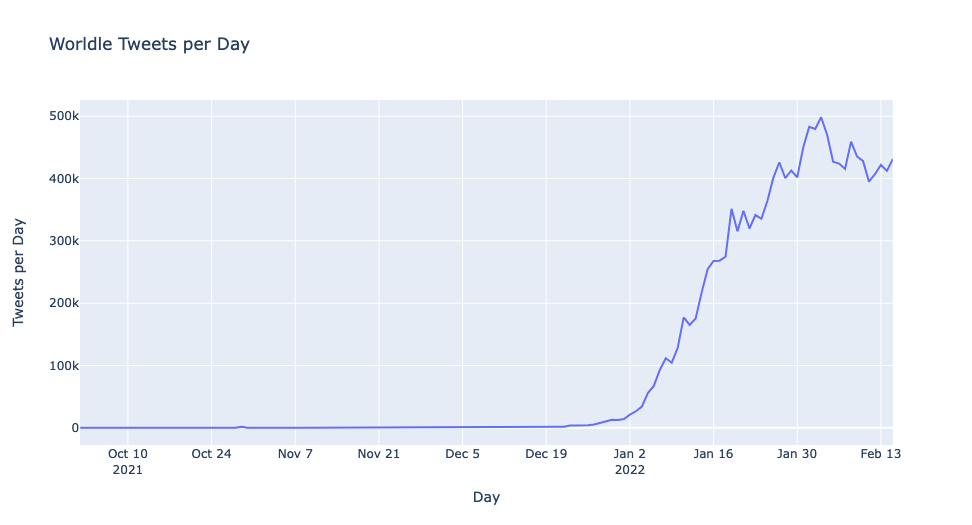 Worldle Tweets per Day
500k
400k
300k
200k
100k
0
Tweets per Day
Oct 10 Oct 24 Nov 7 Nov 21 Dec 5 Dec 19 Jan 2 Jan 16 Jan 30 Feb 13
2021 2022
Day